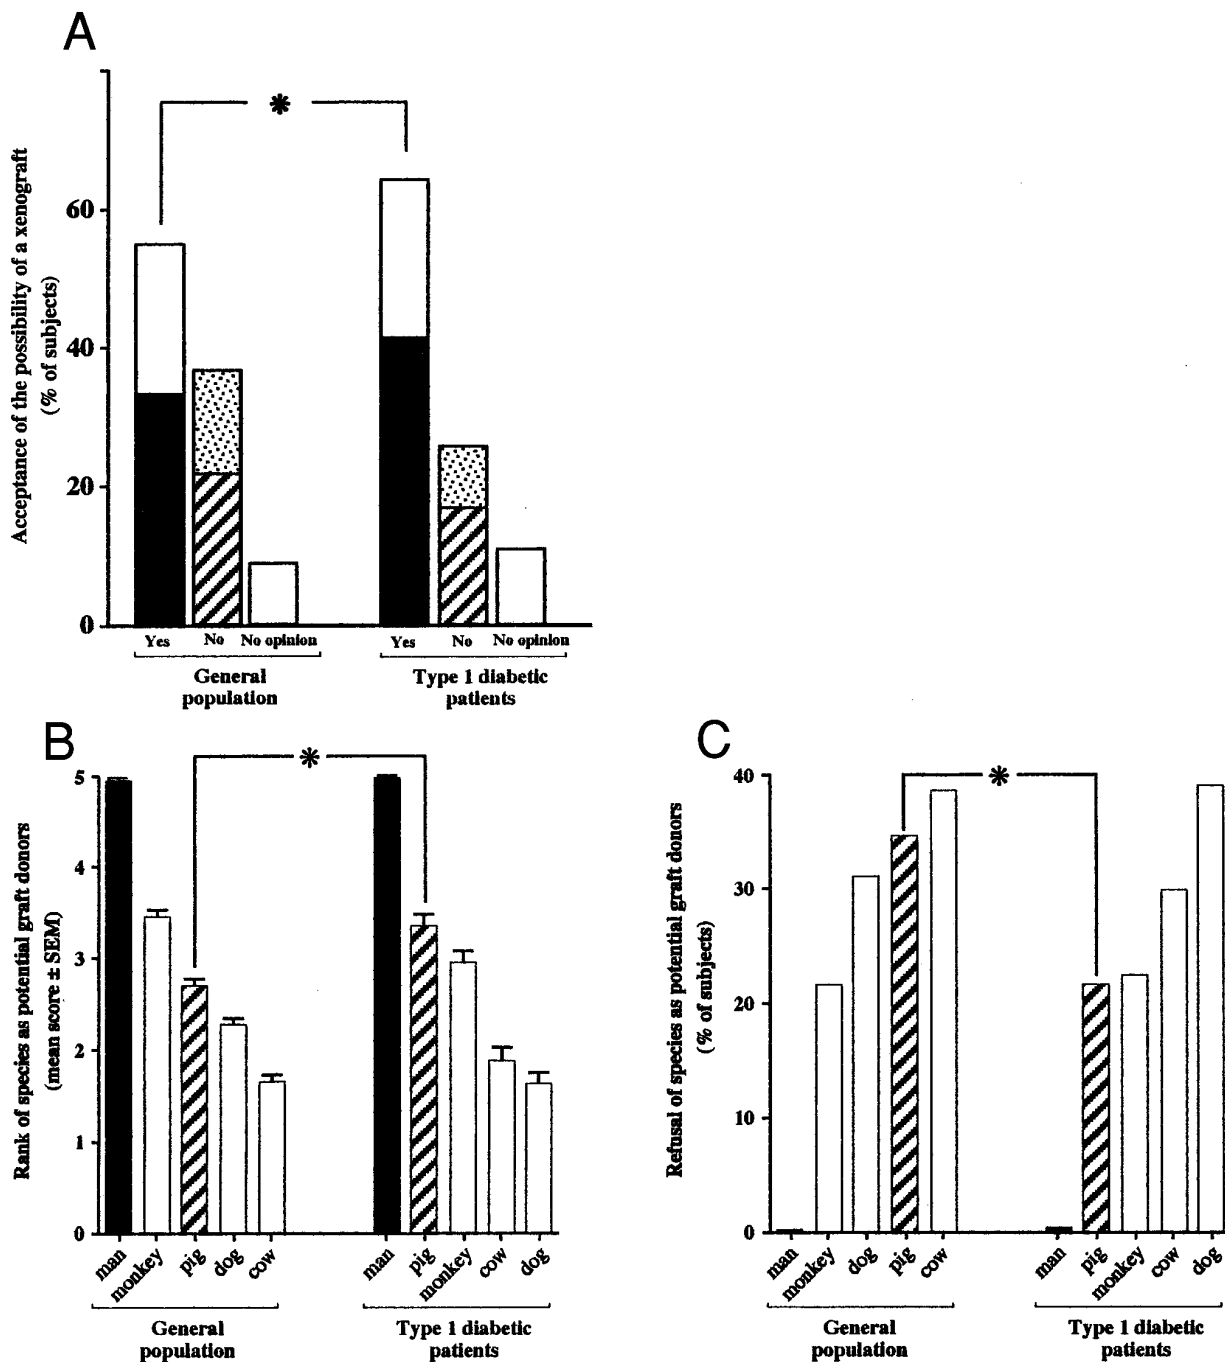 A
Acceptance of the possibility of a xenograft
(% of subjects)
60
40
20
0
Yes
No
No opinion
Yes
No
No opinion
General
population
Type 1 diabetic
patients
B
Rank of species as potential graft donors
(mean score ± SEM)
5
4
3
2
1
0
man
monkey
pig
dog
cow
man
pig
monkey
cow
dog
General
population
Type 1 diabetic
patients
C
Refusal of species as potential graft donors
(% of subjects)
40
30
20
10
0
man
monkey
dog
pig
cow
man
pig
monkey
cow
dog
General
population
Type 1 diabetic
patients